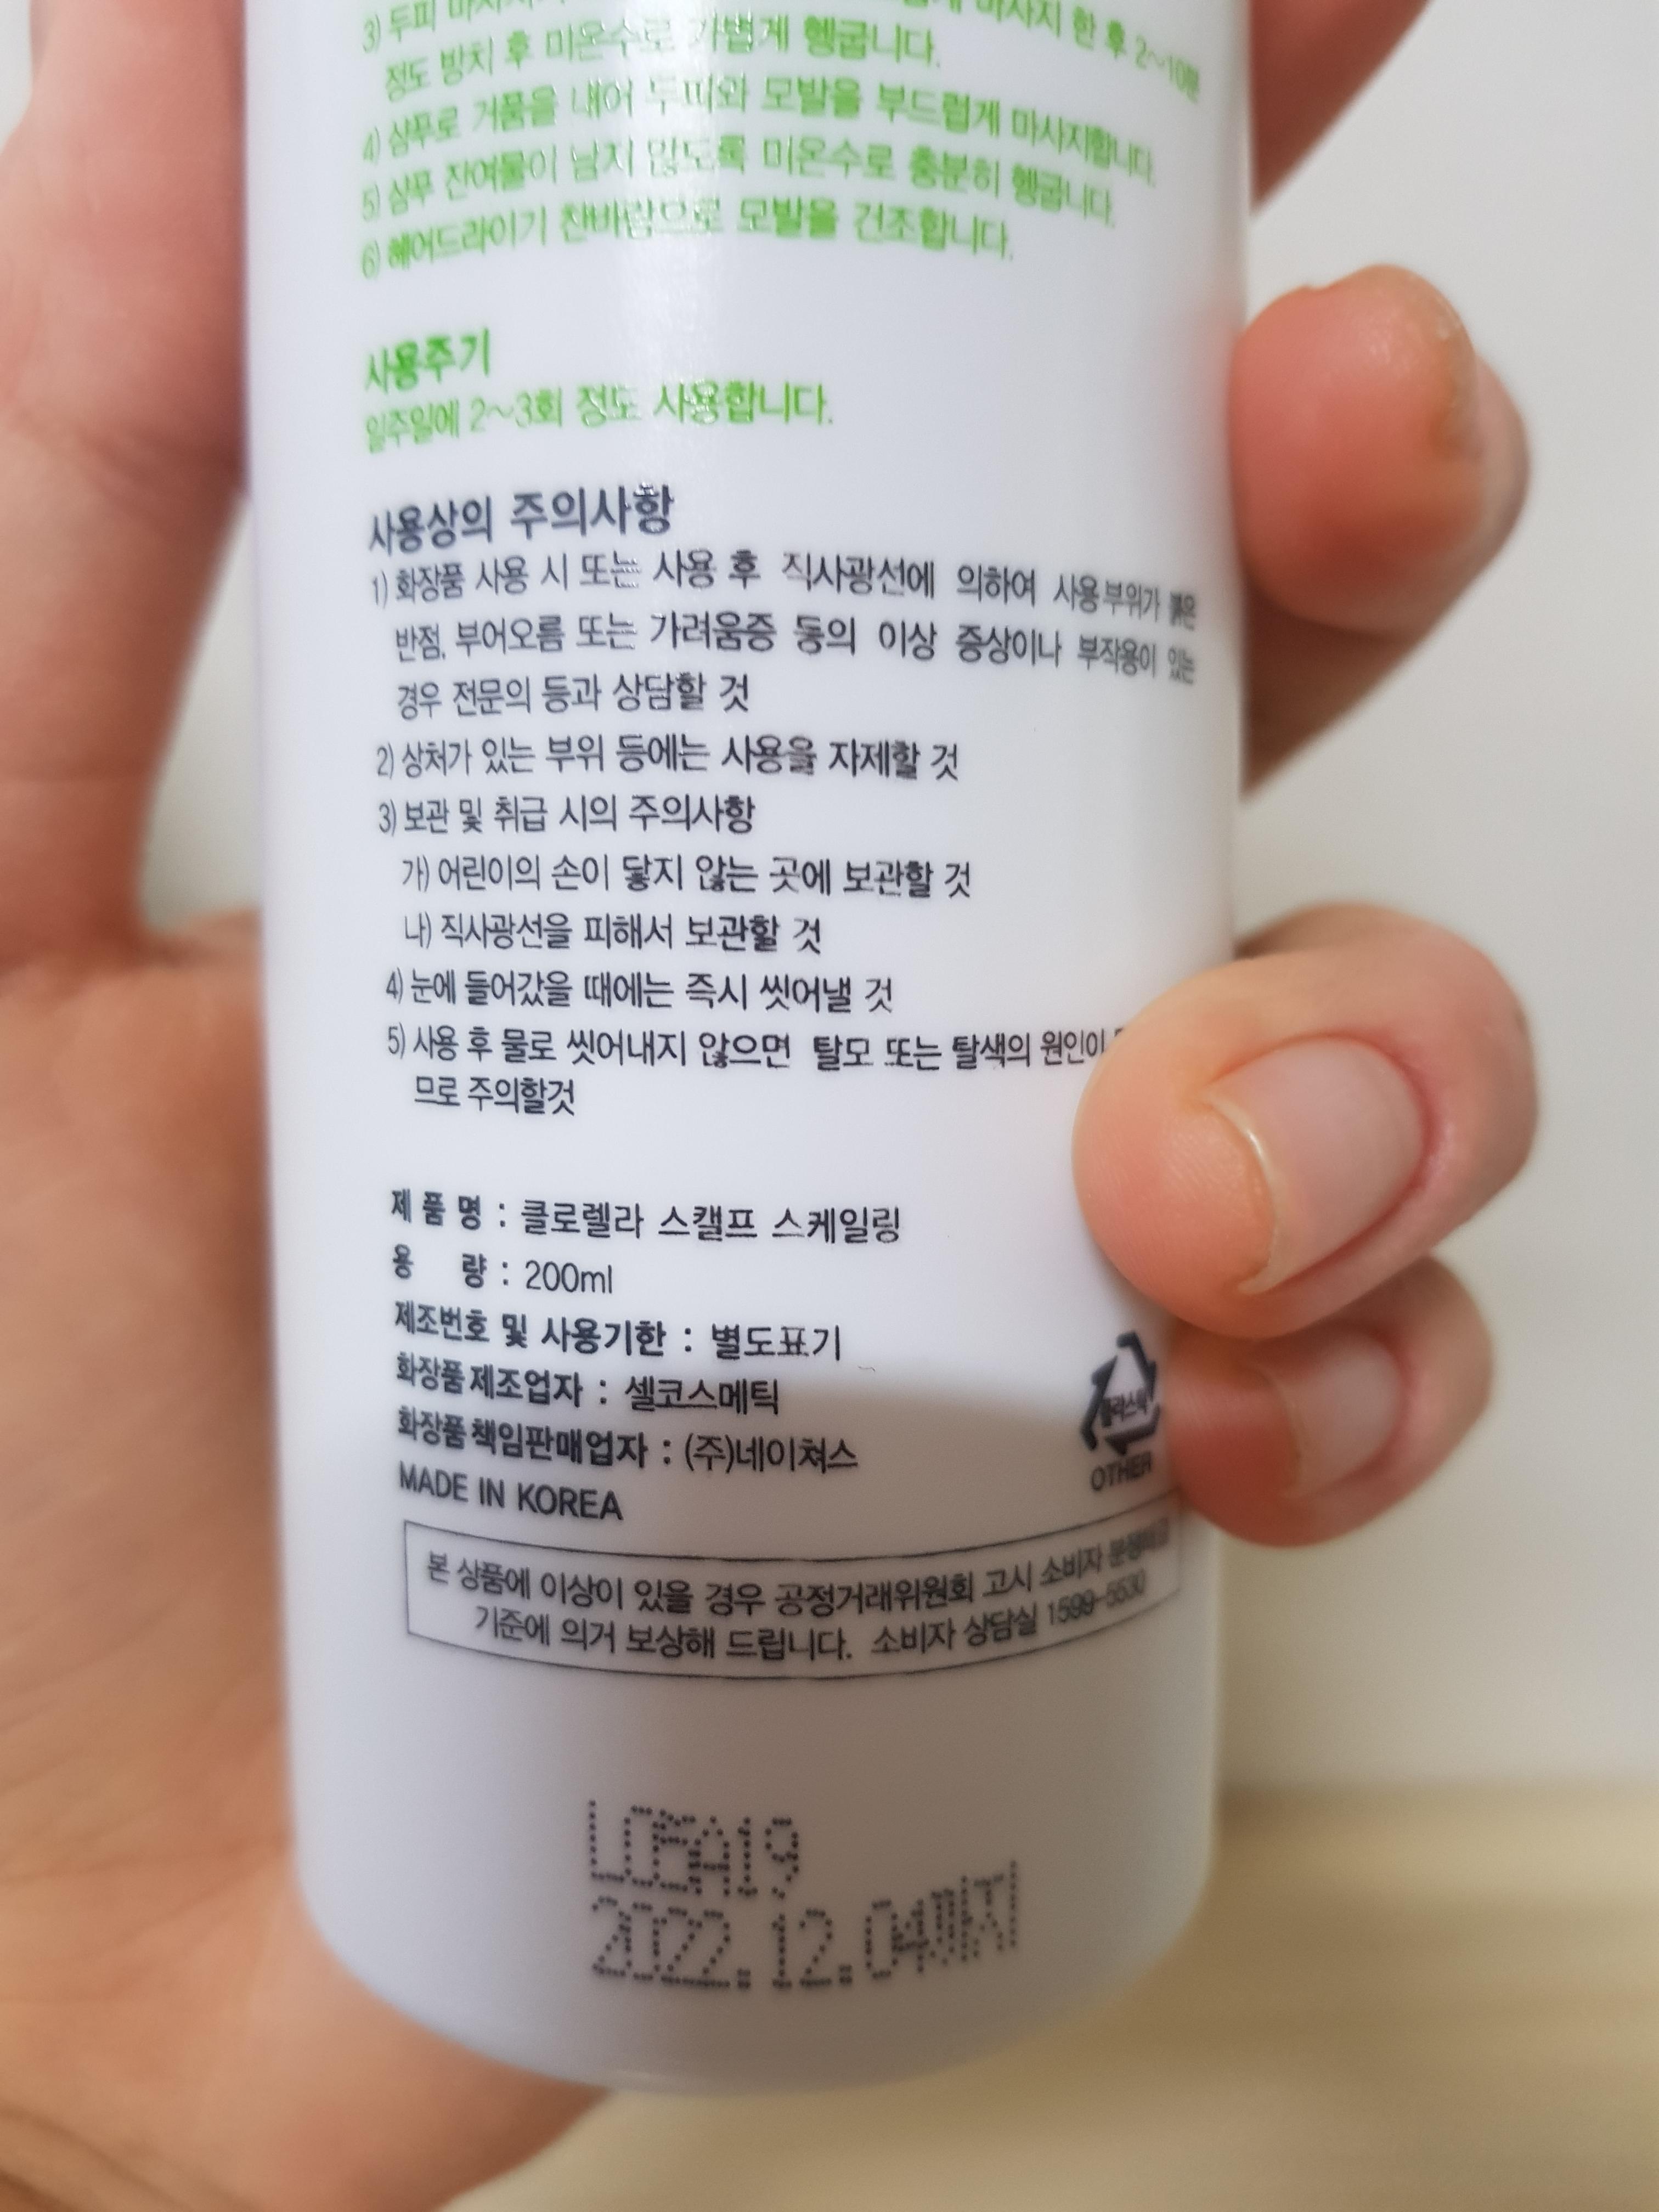 3) 두피 마사지 한 후 2~10분
정도 방치 후 미온수로 가볍게 헹굽니다.
4) 샴푸로 거품을 내어 두피와 모발을 부드럽게 마사지합니다.
5) 샴푸 잔여물이 남지 않도록 미온수로 충분히 헹굽니다.
6) 헤어드라이기 찬바람으로 모발을 건조합니다.
사용주기
일주일에 2~3회 정도 사용합니다.
사용상의 주의사항
1) 화장품 사용 시 또는 사용 후 직사광선에 의하여 사용부위가 붉은
반점, 부어오름 또는 가려움증 등의 이상 증상이나 부작용이 있는
경우 전문의 등과 상담할 것
2) 상처가 있는 부위 등에는 사용을 자제할 것
3) 보관 및 취급 시의 주의사항
가) 어린이의 손이 닿지 않는 곳에 보관할 것
나) 직사광선을 피해서 보관할 것
4) 눈에 들어갔을 때에는 즉시 씻어낼 것
5) 사용 후 물로 씻어내지 않으면 탈모 또는 탈색의 원인이
므로 주의할것
제 품 명 : 클로렐라 스캘프 스케일링
용 량 : 200ml
제조번호 및 사용기한 : 별도표기
화장품제조업자 : 셀코스메틱
화장품책임판매업자 : (주)네이쳐스
MADE IN KOREA
플라스틱
OTHER
본 상품에 이상이 있을 경우 공정거래위원회 고시 소비자 분쟁해결
기준에 의거 보상해 드립니다. 소비자 상담실 1599-5530
2022.12.04까지